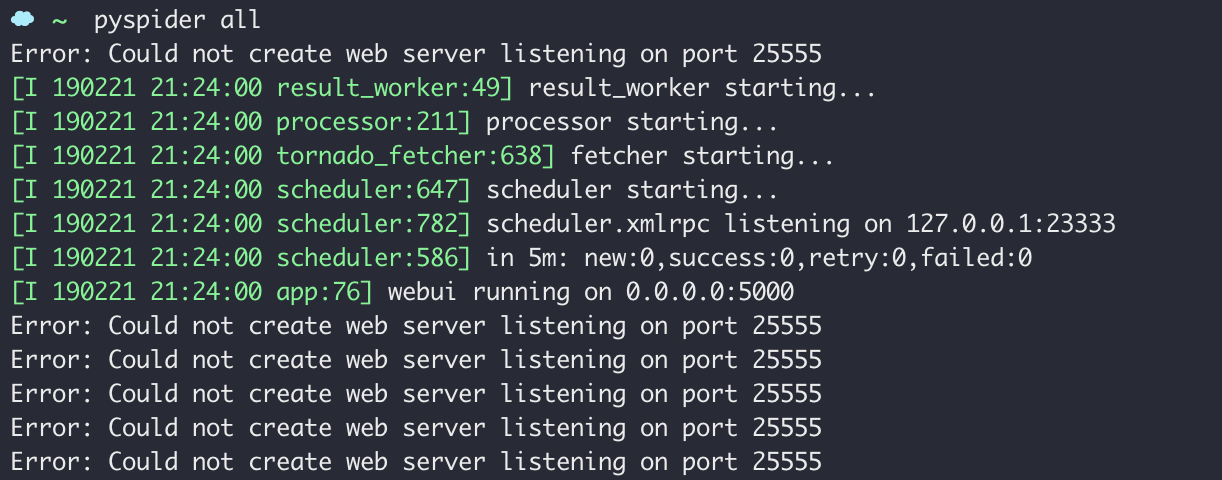 ~ pyspider all
Error: Could not create web server listening on port 25555
[I 190221 21:24:00 result_worker:49] result_worker starting...
[I 190221 21:24:00 processor:211] processor starting...
[I 190221 21:24:00 tornado_fetcher:638] fetcher starting...
[I 190221 21:24:00 scheduler:647] scheduler starting...
[I 190221 21:24:00 scheduler:782] scheduler.xmlrpc listening on 127.0.0.1:23333
[I 190221 21:24:00 scheduler:586] in 5m: new:0,success:0,retry:0,failed:0
[I 190221 21:24:00 app:76] webui running on 0.0.0.0:5000
Error: Could not create web server listening on port 25555
Error: Could not create web server listening on port 25555
Error: Could not create web server listening on port 25555
Error: Could not create web server listening on port 25555
Error: Could not create web server listening on port 25555